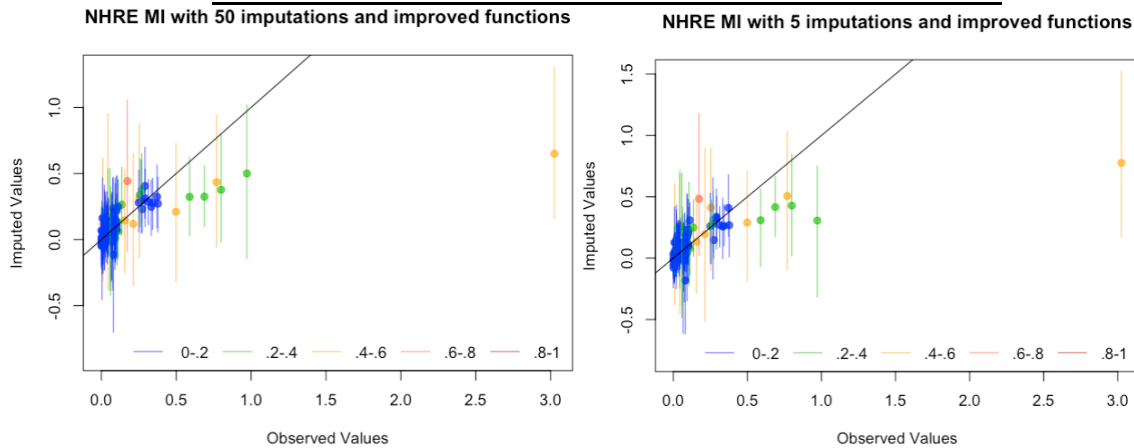 NHRE MI with 50 imputations and improved functions
Imputed Values
1.0
0.5
0.0
-0.5
0-.2
.2-.4
.4-.6
.6-.8
.8-1
0.0 0.5 1.0 1.5 2.0 2.5 3.0
Observed Values
NHRE MI with 5 imputations and improved functions
Imputed Values
1.5
1.0
0.5
0.0
-0.5
0-.2
.2-.4
.4-.6
.6-.8
.8-1
0.0 0.5 1.0 1.5 2.0 2.5 3.0
Observed Values